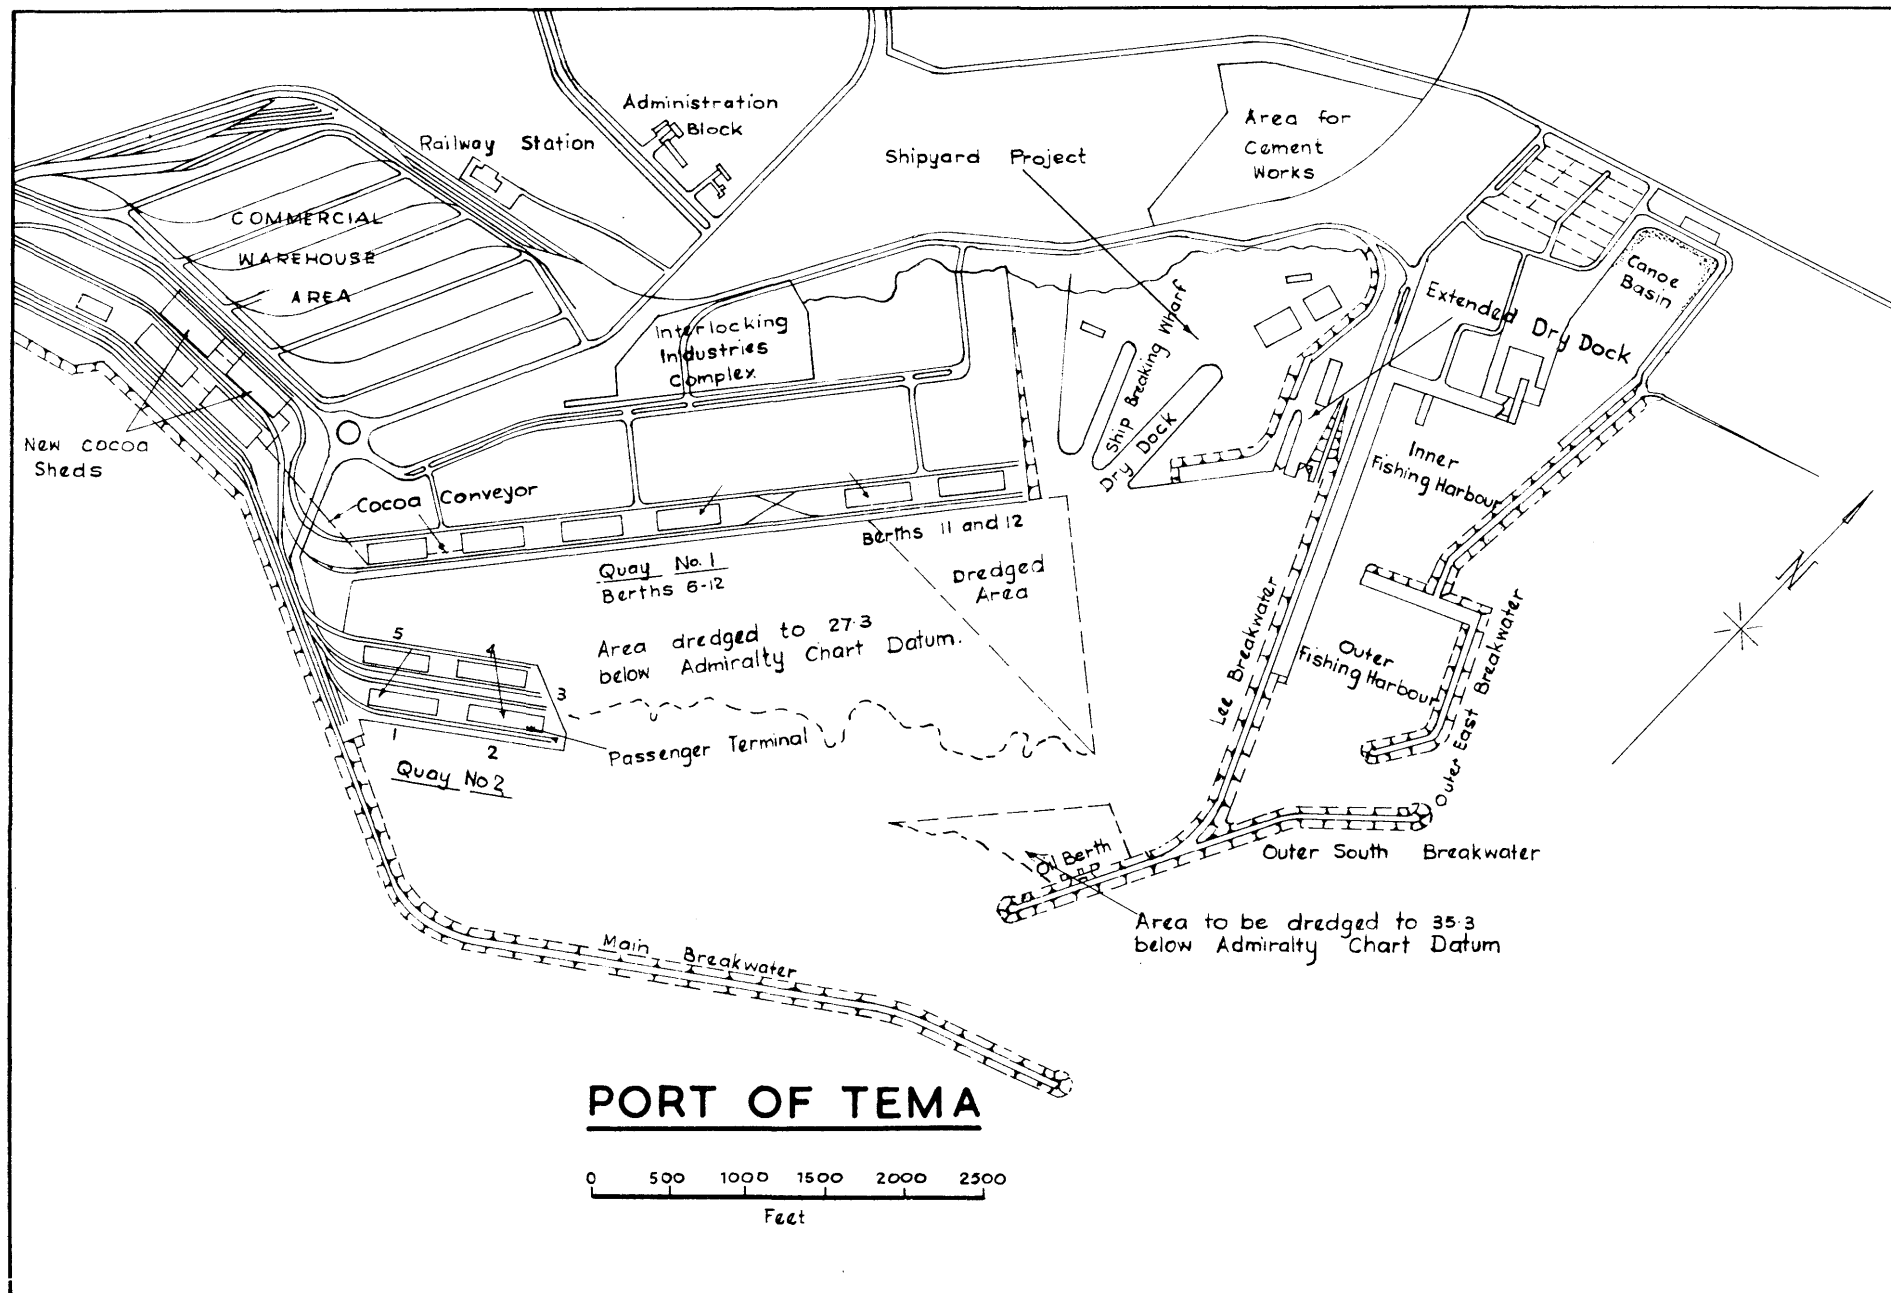 Administration
Block
Railway Station
Shipyard Project
Area for
Cement
Works
COMMERCIAL
WAREHOUSE
AREA
Canoe
Basin
Extended Dry Dock
Interlocking
Industries
Complex
Ship Breaking Wharf
Dry Dock
New cocoa
Sheds
Inner
Fishing Harbour
Cocoa Conveyor
Berths 11 and 12
Quay No. 1
Berths 6-12
Dredged
Area
N
5
4
3
1
2
Area dredged to 27·3
below Admiralty Chart Datum.
Outer
Fishing Harbour
Lee Breakwater
Outer East Breakwater
Passenger Terminal
Quay No 2
Oil Berth
Outer South Breakwater
Area to be dredged to 35·3
below Admiralty Chart Datum
Main Breakwater
PORT OF TEMA
0 500 1000 1500 2000 2500
Feet